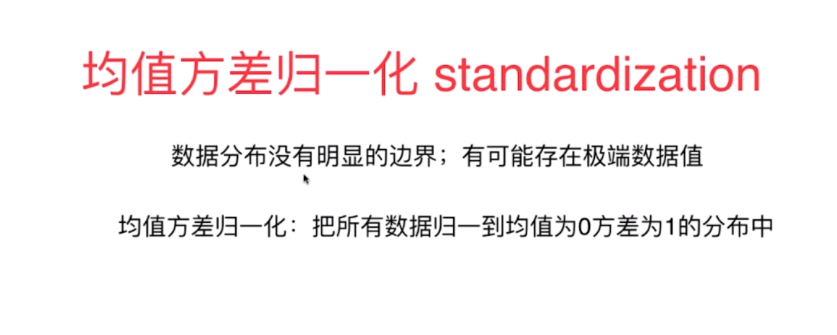 均值方差归一化 standardization
数据分布没有明显的边界；有可能存在极端数据值
均值方差归一化：把所有数据归一到均值为0方差为1的分布中